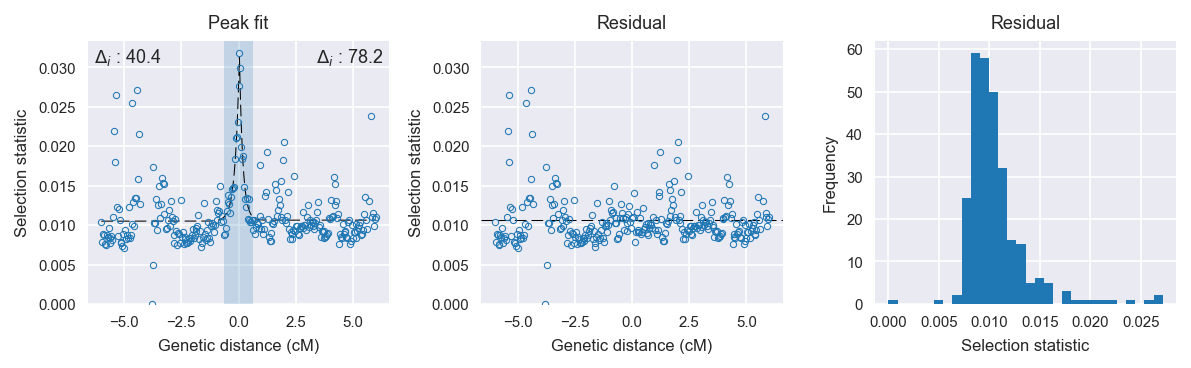 Peak fit
Δi : 40.4
Δi : 78.2
Selection statistic
0.030
0.025
0.020
0.015
0.010
0.005
0.000
−5.0 −2.5 0.0 2.5 5.0
Genetic distance (cM)
Residual
Selection statistic
0.030
0.025
0.020
0.015
0.010
0.005
0.000
−5.0 −2.5 0.0 2.5 5.0
Genetic distance (cM)
Residual
Frequency
60
50
40
30
20
10
0
0.000 0.005 0.010 0.015 0.020 0.025
Selection statistic